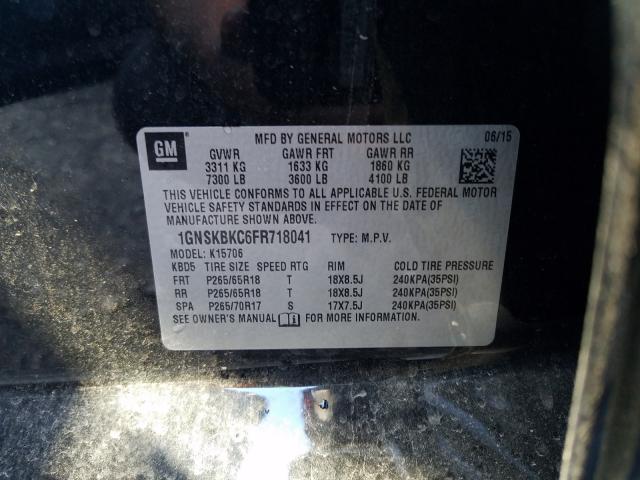 GM
MFD BY GENERAL MOTORS LLC 06/15
GVWR GAWR FRT GAWR RR
3311 KG 1633 KG 1860 KG
7300 LB 3600 LB 4100 LB
THIS VEHICLE CONFORMS TO ALL APPLICABLE U.S. FEDERAL MOTOR
VEHICLE SAFETY STANDARDS IN EFFECT ON THE DATE OF
MANUFACTURE SHOWN ABOVE.
1GNSKBKC6FR718041 TYPE: M.P.V.
MODEL: K15706
KBD5 TIRE SIZE SPEED RTG RIM COLD TIRE PRESSURE
FRT P265/65R18 T 18X8.5J 240KPA(35PSI)
RR P265/65R18 T 18X8.5J 240KPA(35PSI)
SPA P265/70R17 S 17X7.5J 240KPA(35PSI)
SEE OWNER'S MANUAL FOR MORE INFORMATION.